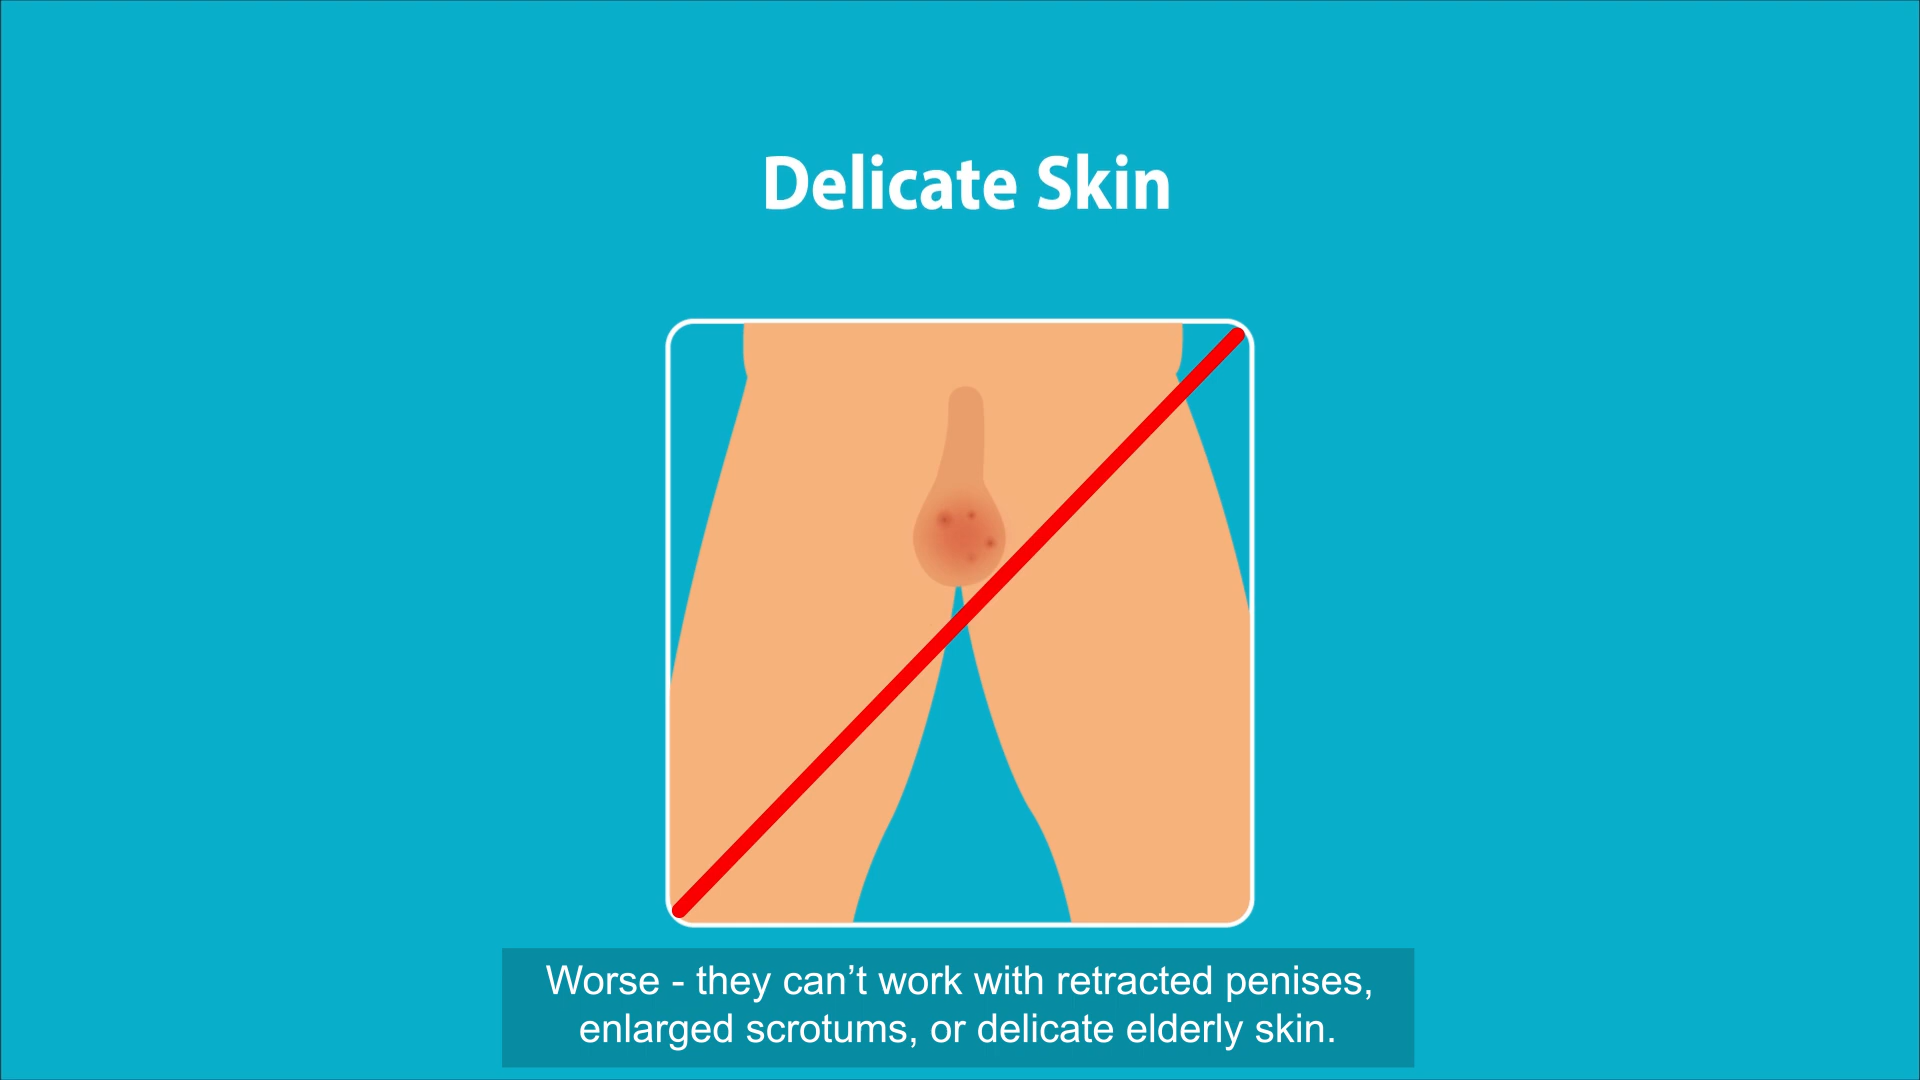 Delicate Skin
Worse - they can’t work with retracted penises,
enlarged scrotums, or delicate elderly skin.